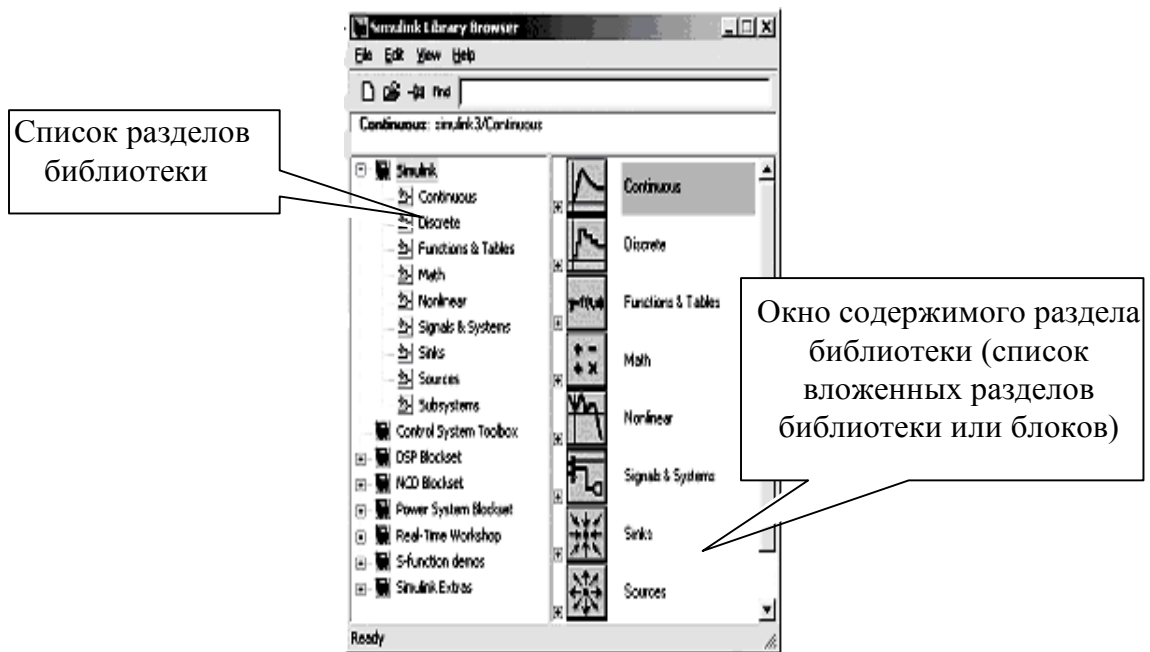 Simulink Library Browser
File Edit View Help
Find
Continuous: simulink3/Continuous
Список разделов
библиотеки
Simulink
Continuous
Discrete
Functions & Tables
Math
Nonlinear
Signals & Systems
Sinks
Sources
Subsystems
Control System Toolbox
DSP Blockset
NCD Blockset
Power System Blockset
Real-Time Workshop
S-function demos
Simulink Extras
Continuous
Discrete
y=f(u)
Functions & Tables
Math
Nonlinear
Signals & Systems
Sinks
Sources
Окно содержимого раздела
библиотеки (список
вложенных разделов
библиотеки или блоков)
Ready